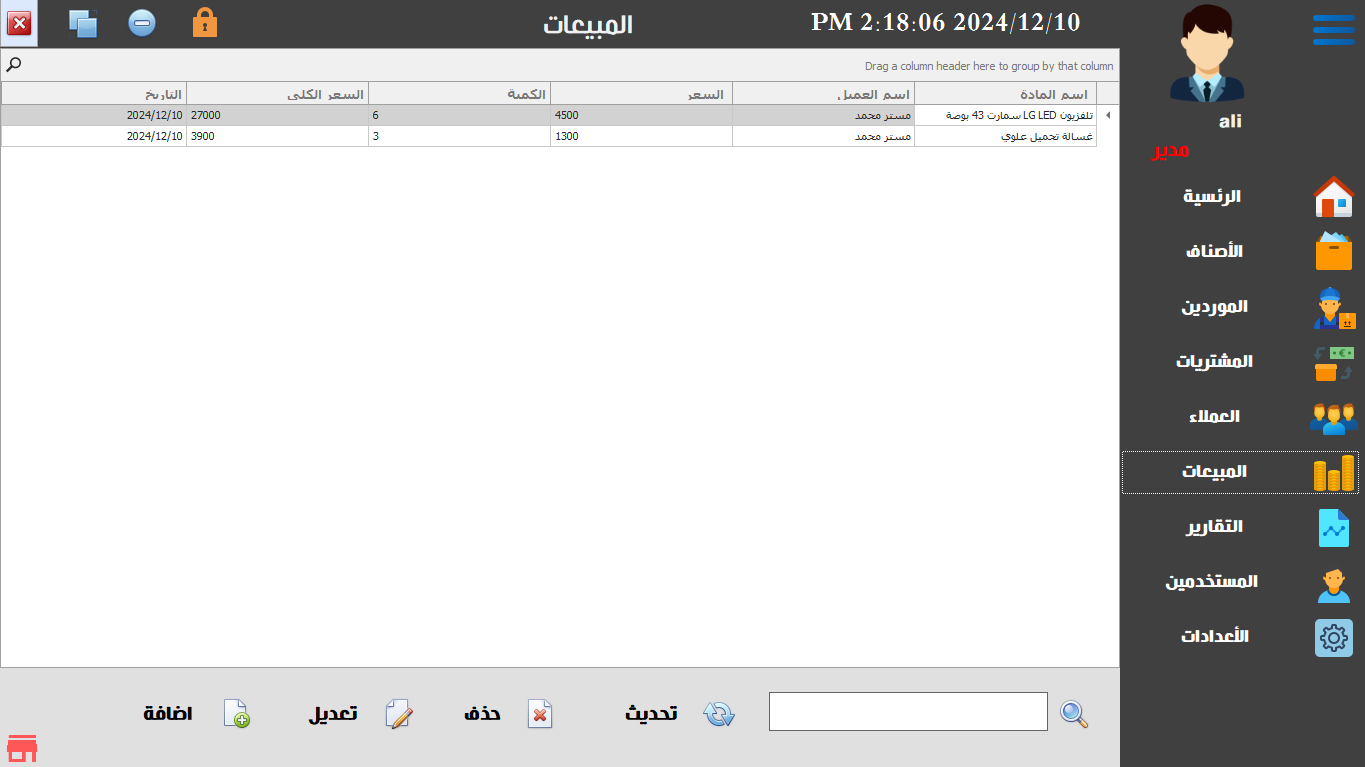 PM 2:18:06 2024/12/10
المبيعات
Drag a column header here to group by that column
اسم المادة	اسم العميل	السعر	الكمية	السعر الكلي	التاريخ
تلفزيون LG LED سمارت 43 بوصة	مستر محمد	4500	6	27000	2024/12/10
غسالة تحميل علوي	مستر محمد	1300	3	3900	2024/12/10
ali
مدير
الرئسية
الأصناف
الموردين
المشتريات
العملاء
المبيعات
التقارير
المستخدمين
الأعدادات
تحديث
حذف
تعديل
اضافة